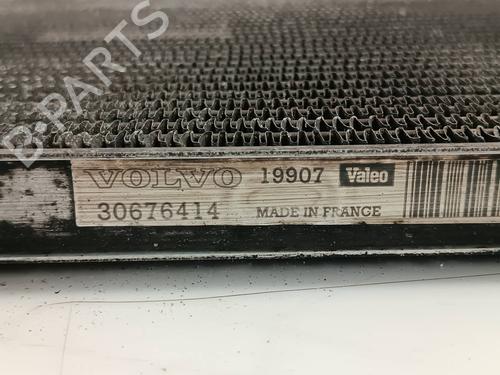 B-PARTS
VOLVO 19907 Valeo
30676414 MADE IN FRANCE